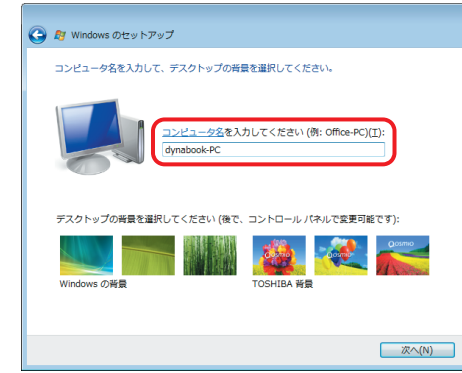 Windows のセットアップ
コンピュータ名を入力して、デスクトップの背景を選択してください。
コンピュータ名を入力してください (例: Office-PC)(T):
dynabook-PC
デスクトップの背景を選択してください (後で、コントロール パネルで変更可能です):
Qosmio
Qosmio
Qosmio
Windows の背景
TOSHIBA 背景
次へ(N)